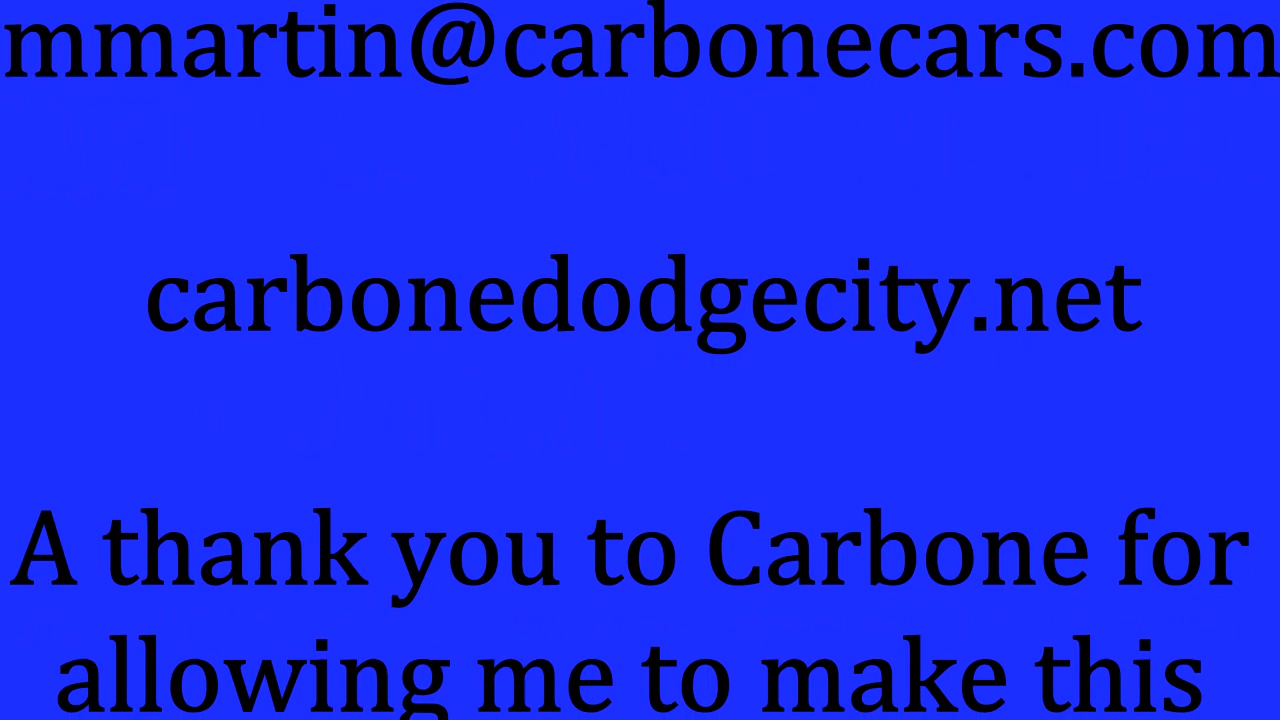 mmartin@carbonecars.com
carbonedodgecity.net
A thank you to Carbone for
allowing me to make this